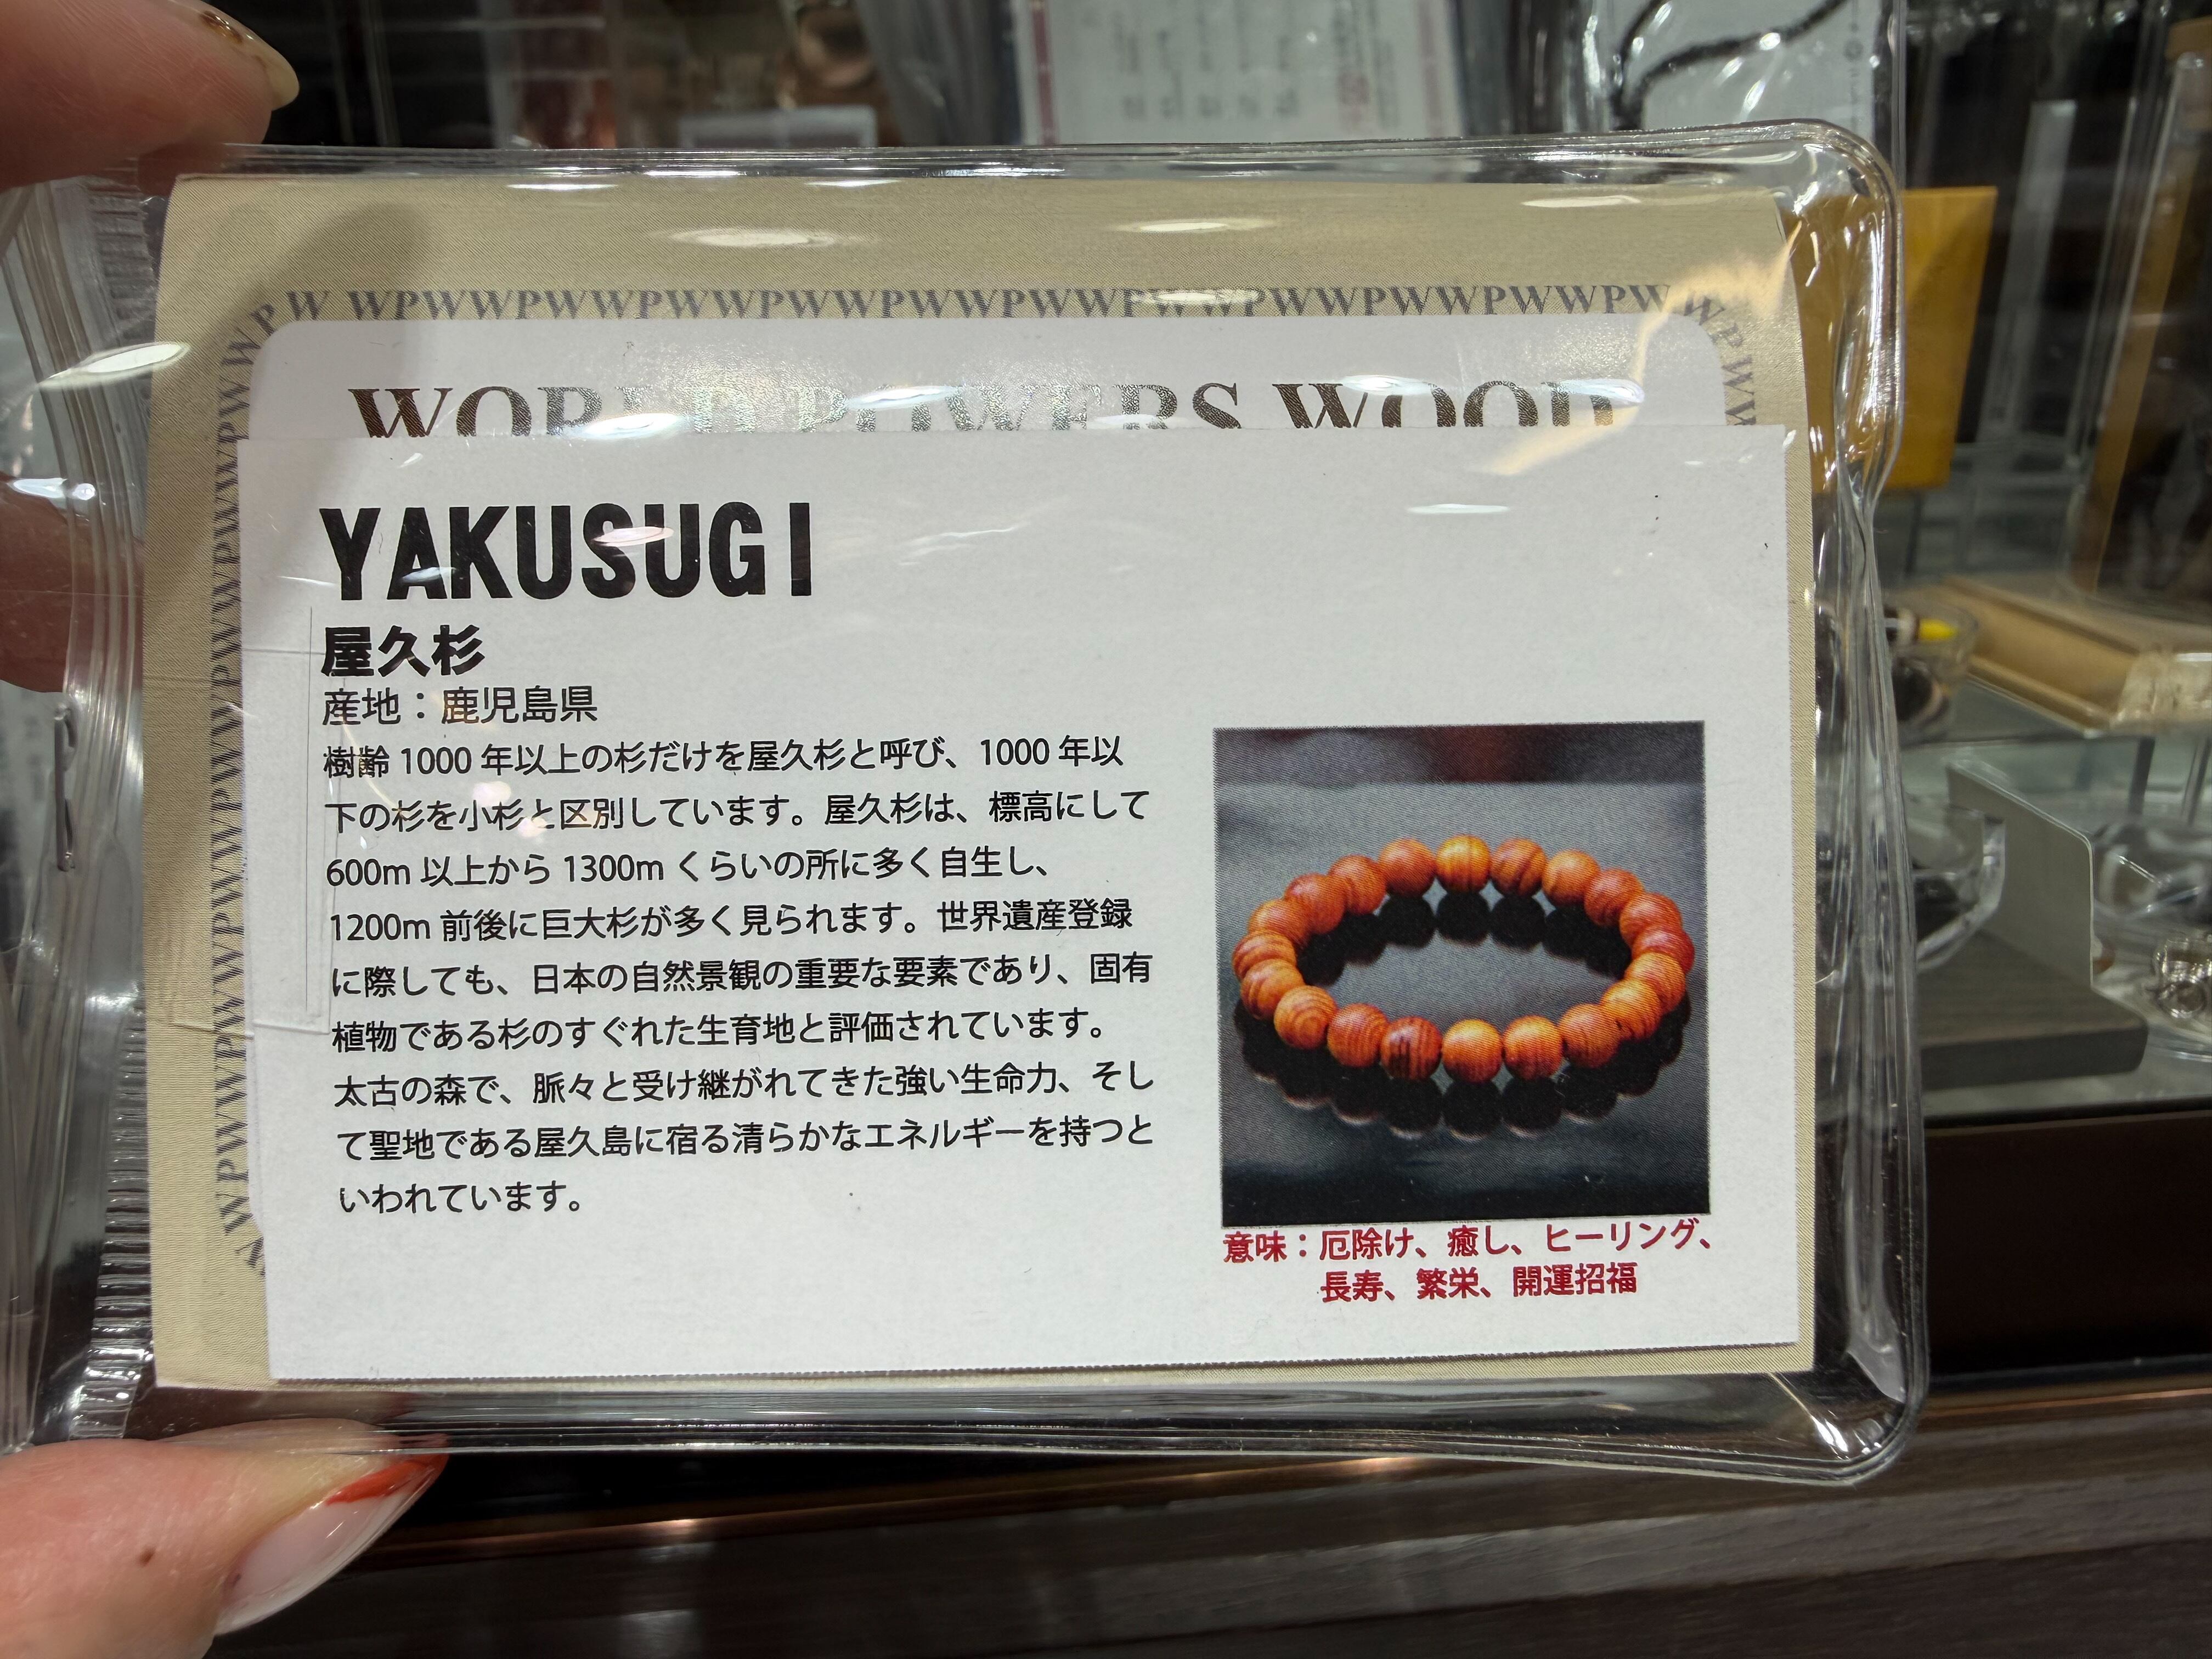 WPW WPWWPWWPWWPWWPWWPWWPWWPWWPWWPWWPWWPW
WORLD POWERS WOOD
YAKUSUGI
屋久杉
産地：鹿児島県
樹齢 1000 年以上の杉だけを屋久杉と呼び、1000 年以
下の杉を小杉と区別しています。屋久杉は、標高にして
600m 以上から 1300m くらいの所に多く自生し、
1200m 前後に巨大杉が多く見られます。世界遺産登録
に際しても、日本の自然景観の重要な要素であり、固有
植物である杉のすぐれた生育地と評価されています。
太古の森で、脈々と受け継がれてきた強い生命力、そし
て聖地である屋久島に宿る清らかなエネルギーを持つと
いわれています。
意味：厄除け、癒し、ヒーリング、
長寿、繁栄、開運招福